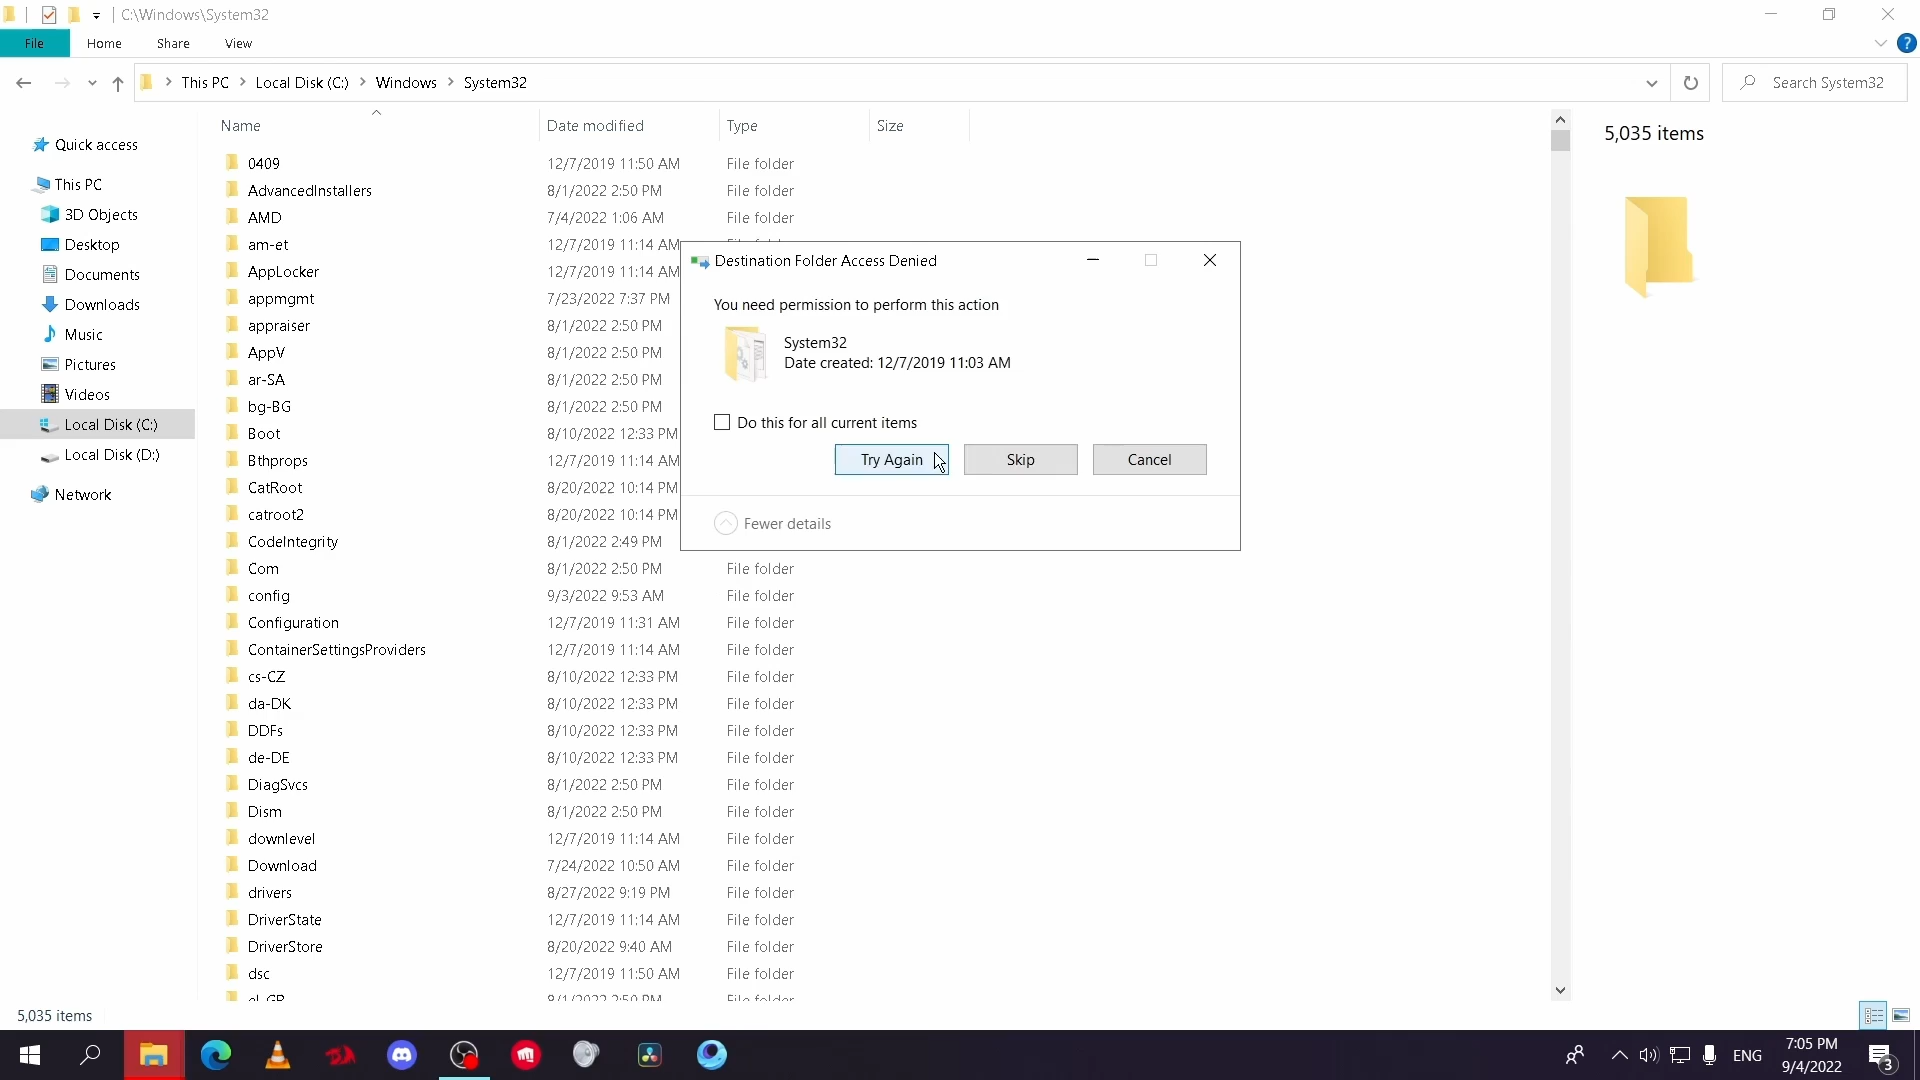 C:\Windows\System32
File Home Share View
This PC Local Disk (C:) Windows System32 Search System32
Name Date modified Type Size
5,035 items
Quick access
This PC
3D Objects
Desktop
Documents
Downloads
Music
Pictures
Videos
Local Disk (C:)
Local Disk (D:)
Network
0409 12/7/2019 11:50 AM File folder
AdvancedInstallers 8/1/2022 2:50 PM File folder
AMD 7/4/2022 1:06 AM File folder
am-et 12/7/2019 11:14 AM
AppLocker 12/7/2019 11:14 AM
appmgmt 7/23/2022 7:37 PM
appraiser 8/1/2022 2:50 PM
AppV 8/1/2022 2:50 PM
ar-SA 8/1/2022 2:50 PM
bg-BG 8/1/2022 2:50 PM
Boot 8/10/2022 12:33 PM
Bthprops 12/7/2019 11:14 AM
CatRoot 8/20/2022 10:14 PM
catroot2 8/20/2022 10:14 PM
CodeIntegrity 8/1/2022 2:49 PM
Com 8/1/2022 2:50 PM File folder
config 9/3/2022 9:53 AM File folder
Configuration 12/7/2019 11:31 AM File folder
ContainerSettingsProviders 12/7/2019 11:14 AM File folder
cs-CZ 8/10/2022 12:33 PM File folder
da-DK 8/10/2022 12:33 PM File folder
DDFs 8/10/2022 12:33 PM File folder
de-DE 8/10/2022 12:33 PM File folder
DiagSvcs 8/1/2022 2:50 PM File folder
Dism 8/1/2022 2:50 PM File folder
downlevel 12/7/2019 11:14 AM File folder
Download 7/24/2022 10:50 AM File folder
drivers 8/27/2022 9:19 PM File folder
DriverState 12/7/2019 11:14 AM File folder
DriverStore 8/20/2022 9:40 AM File folder
dsc 12/7/2019 11:50 AM File folder
el-GR 8/1/2022 2:50 PM File folder
Destination Folder Access Denied
You need permission to perform this action
System32
Date created: 12/7/2019 11:03 AM
Do this for all current items
Try Again Skip Cancel
Fewer details
5,035 items
ENG
7:05 PM
9/4/2022
3